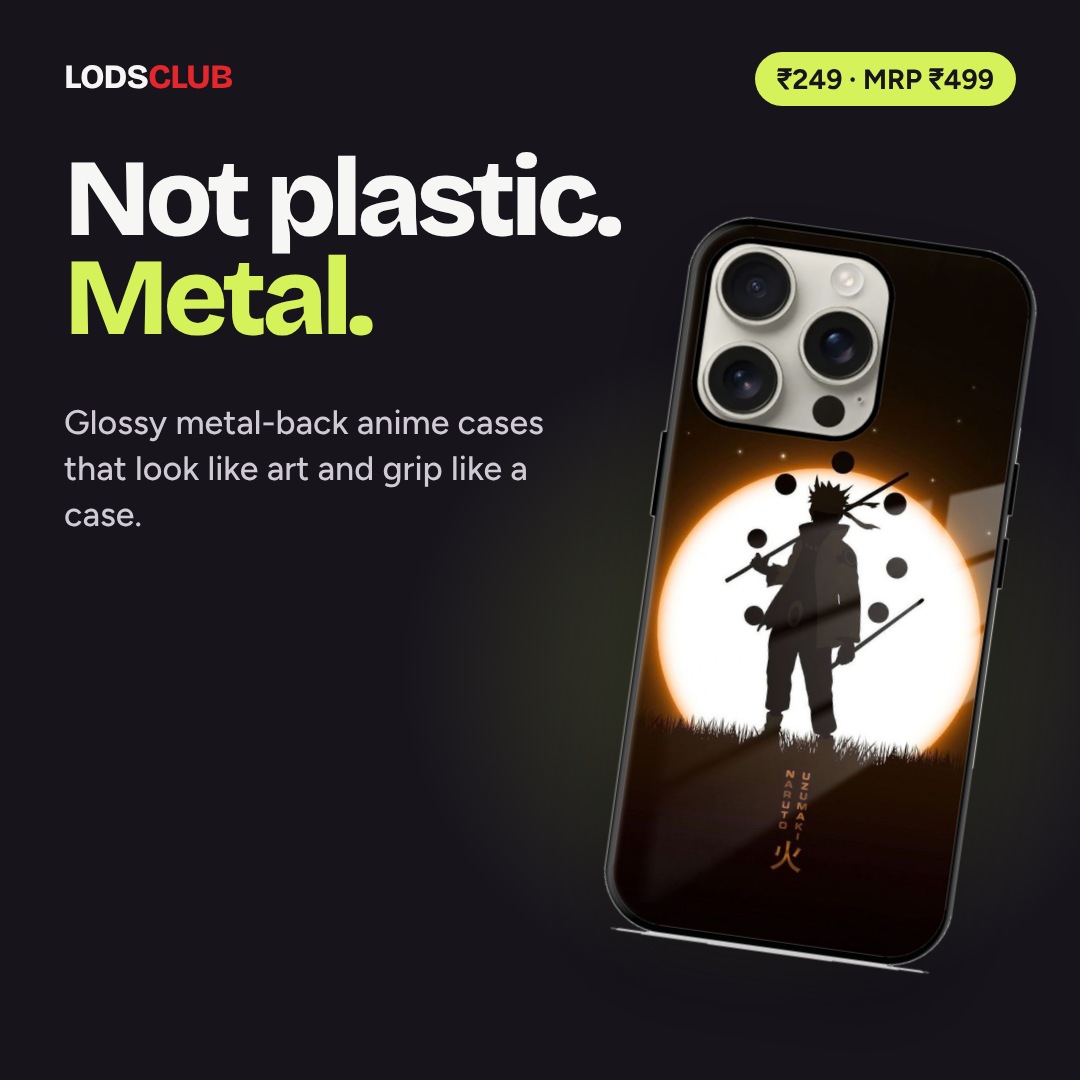 LODSCLUB
₹249 · MRP ₹499
Not plastic.
Metal.
Glossy metal-back anime cases
that look like art and grip like a
case.
NARUTO
UZUMAKI
火